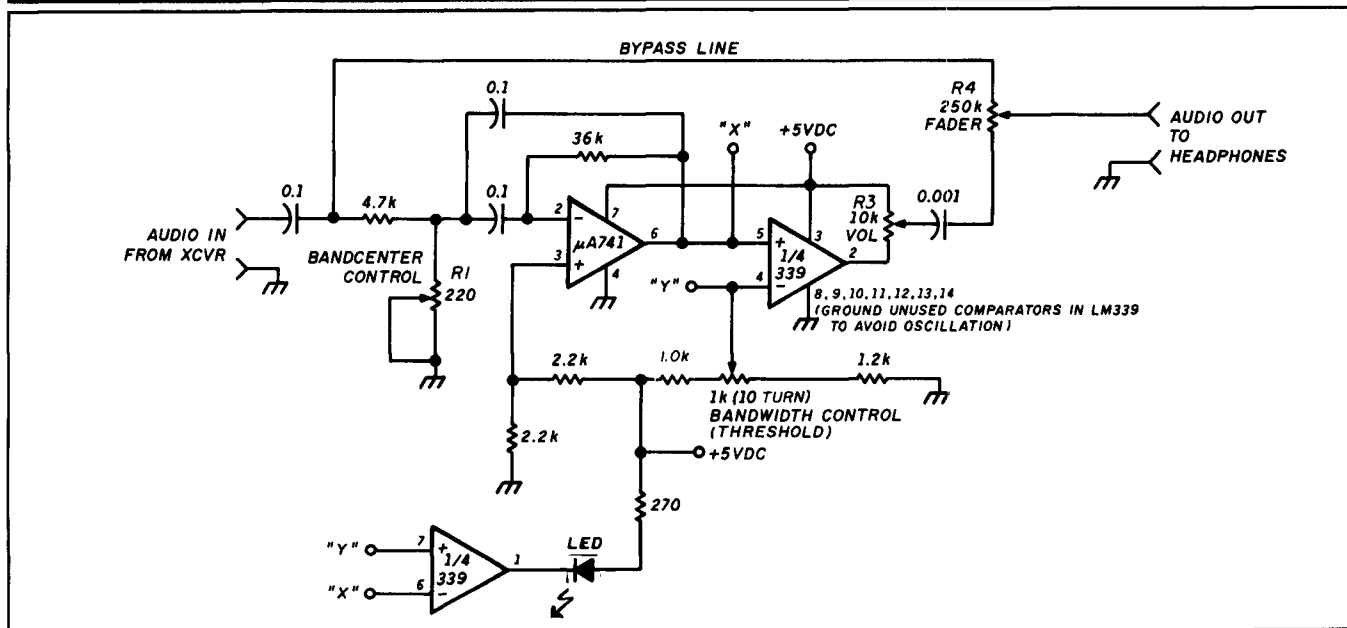 BYPASS LINE
0.1
36k
"X"
+5VDC
R4
250k
FADER
AUDIO OUT
TO
HEADPHONES
0.1
4.7k
0.1
2
-
7
μA741
6
3
+
4
5
+
3
1/4
339
2
4
-
R3
10k
VOL
0.001
AUDIO IN
FROM XCVR
BANDCENTER
CONTROL
R1
220
"Y"
8, 9, 10, 11, 12, 13, 14
(GROUND UNUSED COMPARATORS IN LM339
TO AVOID OSCILLATION)
2.2k
1.0k
1.2k
1k (10 TURN)
BANDWIDTH CONTROL
(THRESHOLD)
2.2k
+5VDC
270
"Y"
7
+
1/4
339
1
"X"
6
-
LED